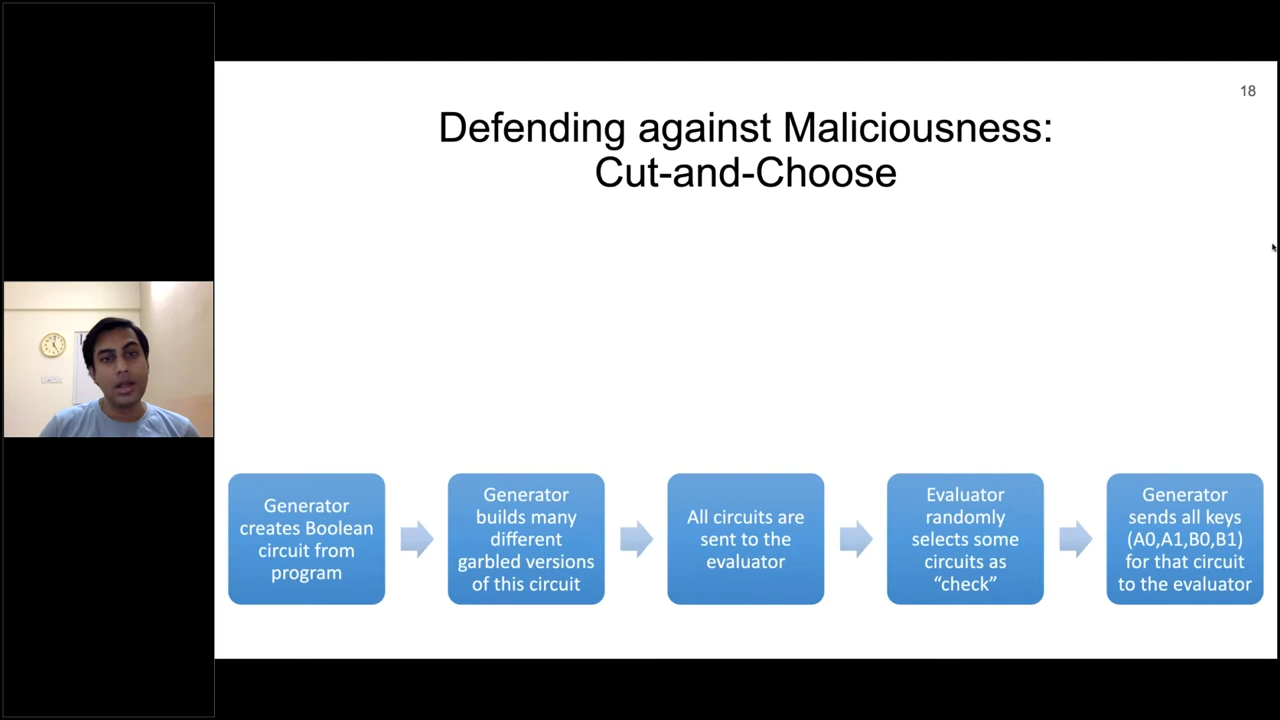 18
Defending against Maliciousness:
Cut-and-Choose
Generator
creates Boolean
circuit from
program
Generator
builds many
different
garbled versions
of this circuit
All circuits are
sent to the
evaluator
Evaluator
randomly
selects some
circuits as
“check”
Generator
sends all keys
(A0,A1,B0,B1)
for that circuit
to the evaluator